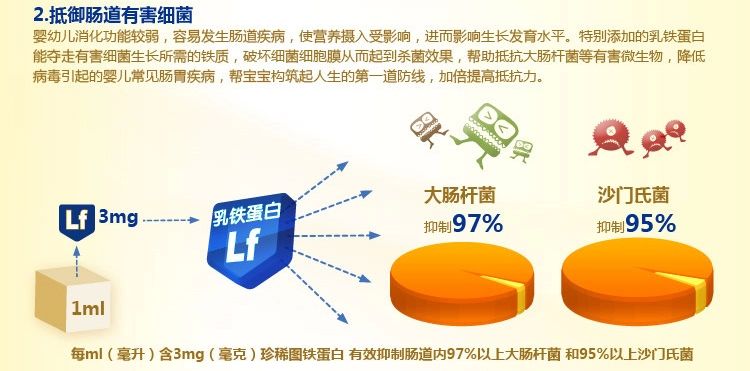 2.抵御肠道有害细菌
婴幼儿消化功能较弱，容易发生肠道疾病，使营养摄入受影响，进而影响生长发育水平。特别添加的乳铁蛋白
能夺走有害细菌生长所需的铁质，破坏细菌细胞膜从而起到杀菌效果，帮助抵抗大肠杆菌等有害微生物，降低
病毒引起的婴儿常见肠胃疾病，帮宝宝构筑起人生的第一道防线，加倍提高抵抗力。
大肠杆菌
抑制97%
沙门氏菌
抑制95%
Lf 3mg
乳铁蛋白
Lf
1ml
每ml（毫升）含3mg（毫克）珍稀图铁蛋白 有效抑制肠道内97%以上大肠杆菌 和95%以上沙门氏菌